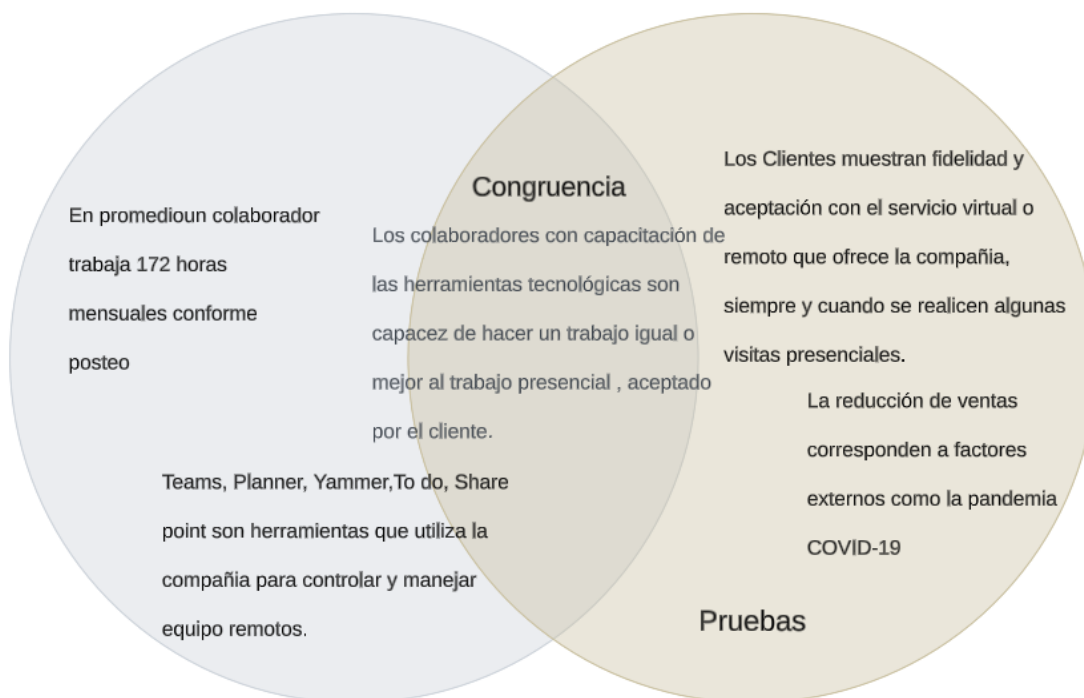 En promedioun colaborador
trabaja 172 horas
mensuales conforme
posteo
Teams, Planner, Yammer,To do, Share
point son herramientas que utiliza la
compañia para controlar y manejar
equipo remotos.
Congruencia
Los colaboradores con capacitación de
las herramientas tecnológicas son
capacez de hacer un trabajo igual o
mejor al trabajo presencial , aceptado
por el cliente.
Los Clientes muestran fidelidad y
aceptación con el servicio virtual o
remoto que ofrece la compañia,
siempre y cuando se realicen algunas
visitas presenciales.
La reducción de ventas
corresponden a factores
externos como la pandemia
COVID-19
Pruebas